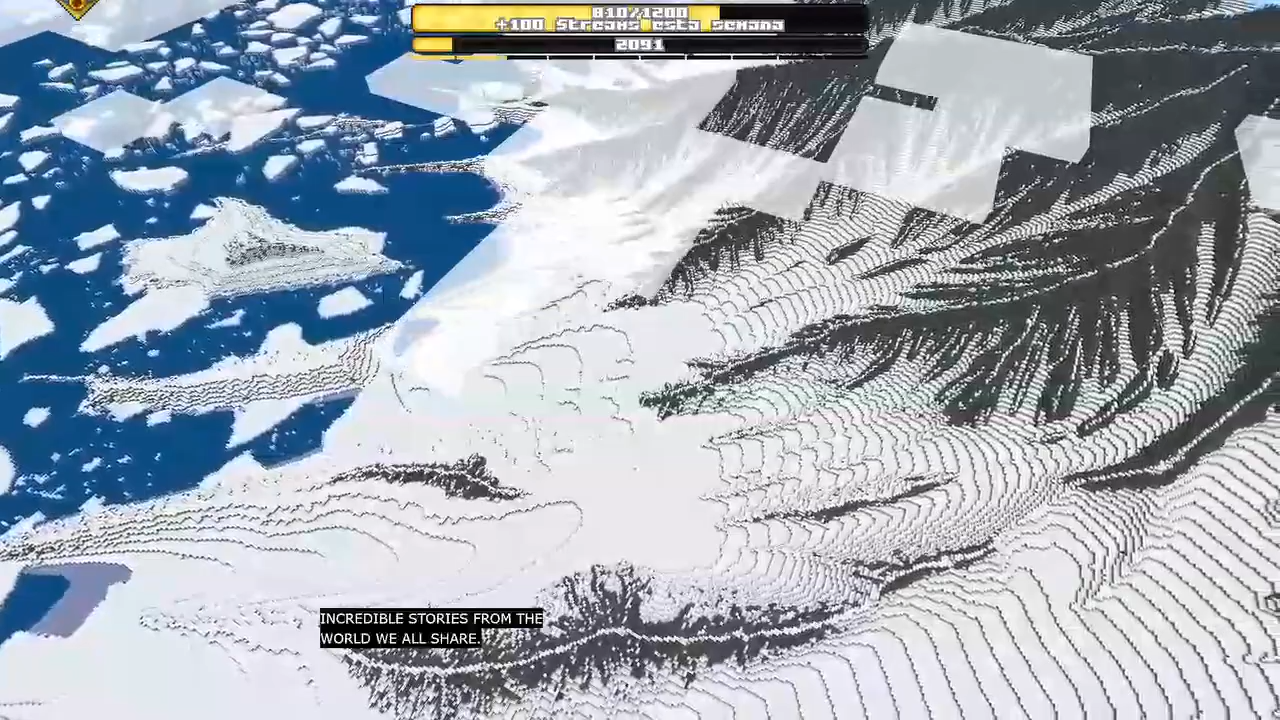 810/1200
+100 Streams esta semana
2091
INCREDIBLE STORIES FROM THE
WORLD WE ALL SHARE.